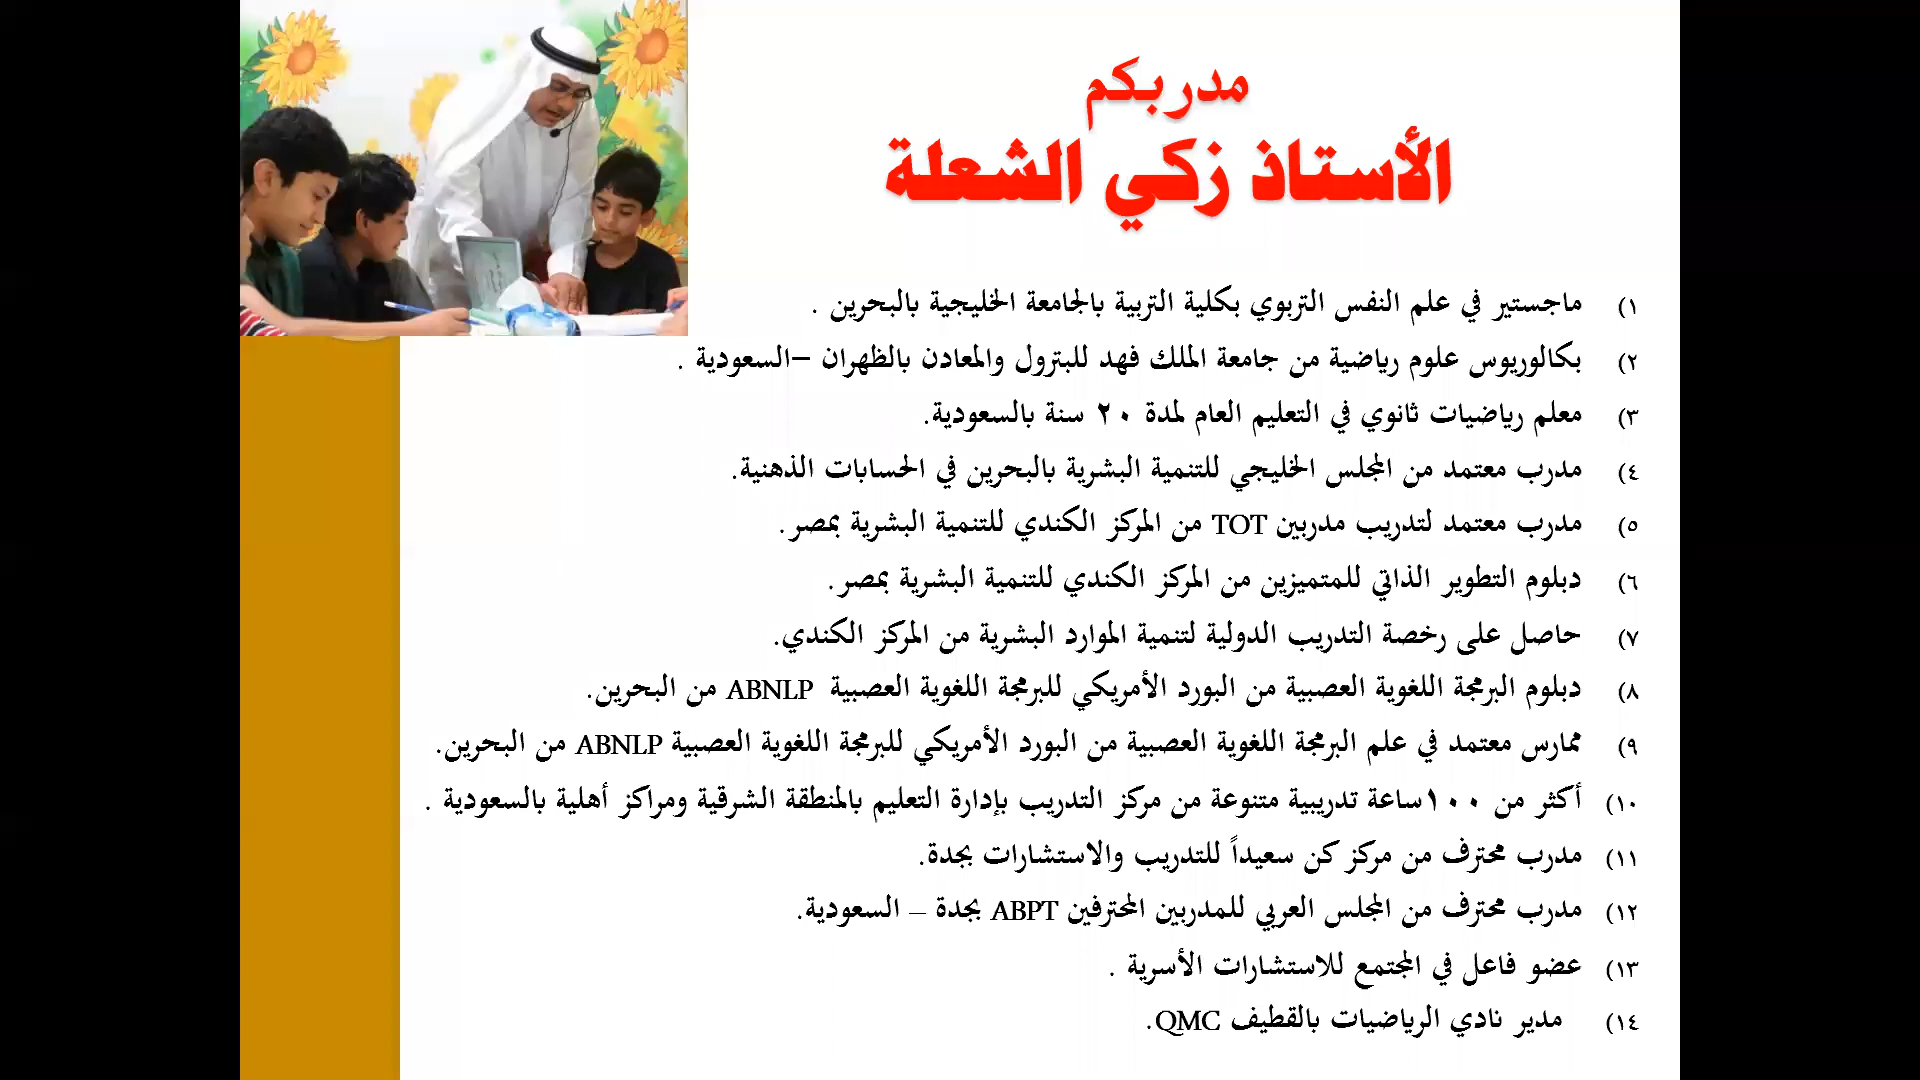 مدربكم
الأستاذ زكي الشعلة
١) ماجستير في علم النفس التربوي بكلية التربية بالجامعة الخليجية بالبحرين .
٢) بكالوريوس علوم رياضية من جامعة الملك فهد للبترول والمعادن بالظهران –السعودية .
٣) معلم رياضيات ثانوي في التعليم العام لمدة ٢٠ سنة بالسعودية.
٤) مدرب معتمد من المجلس الخليجي للتنمية البشرية بالبحرين في الحسابات الذهنية.
٥) مدرب معتمد لتدريب مدربين TOT من المركز الكندي للتنمية البشرية بمصر.
٦) دبلوم التطوير الذاتي للمتميزين من المركز الكندي للتنمية البشرية بمصر.
٧) حاصل على رخصة التدريب الدولية لتنمية الموارد البشرية من المركز الكندي.
٨) دبلوم البرمجة اللغوية العصبية من البورد الأمريكي للبرمجة اللغوية العصبية ABNLP من البحرين.
٩) ممارس معتمد في علم البرمجة اللغوية العصبية من البورد الأمريكي للبرمجة اللغوية العصبية ABNLP من البحرين.
١٠) أكثر من ١٠٠ساعة تدريبية متنوعة من مركز التدريب بإدارة التعليم بالمنطقة الشرقية ومراكز أهلية بالسعودية .
١١) مدرب محترف من مركز كن سعيداً للتدريب والاستشارات بجدة.
١٢) مدرب محترف من المجلس العربي للمدربين المحترفين ABPT بجدة – السعودية.
١٣) عضو فاعل في المجتمع للاستشارات الأسرية .
١٤) مدير نادي الرياضيات بالقطيف QMC.